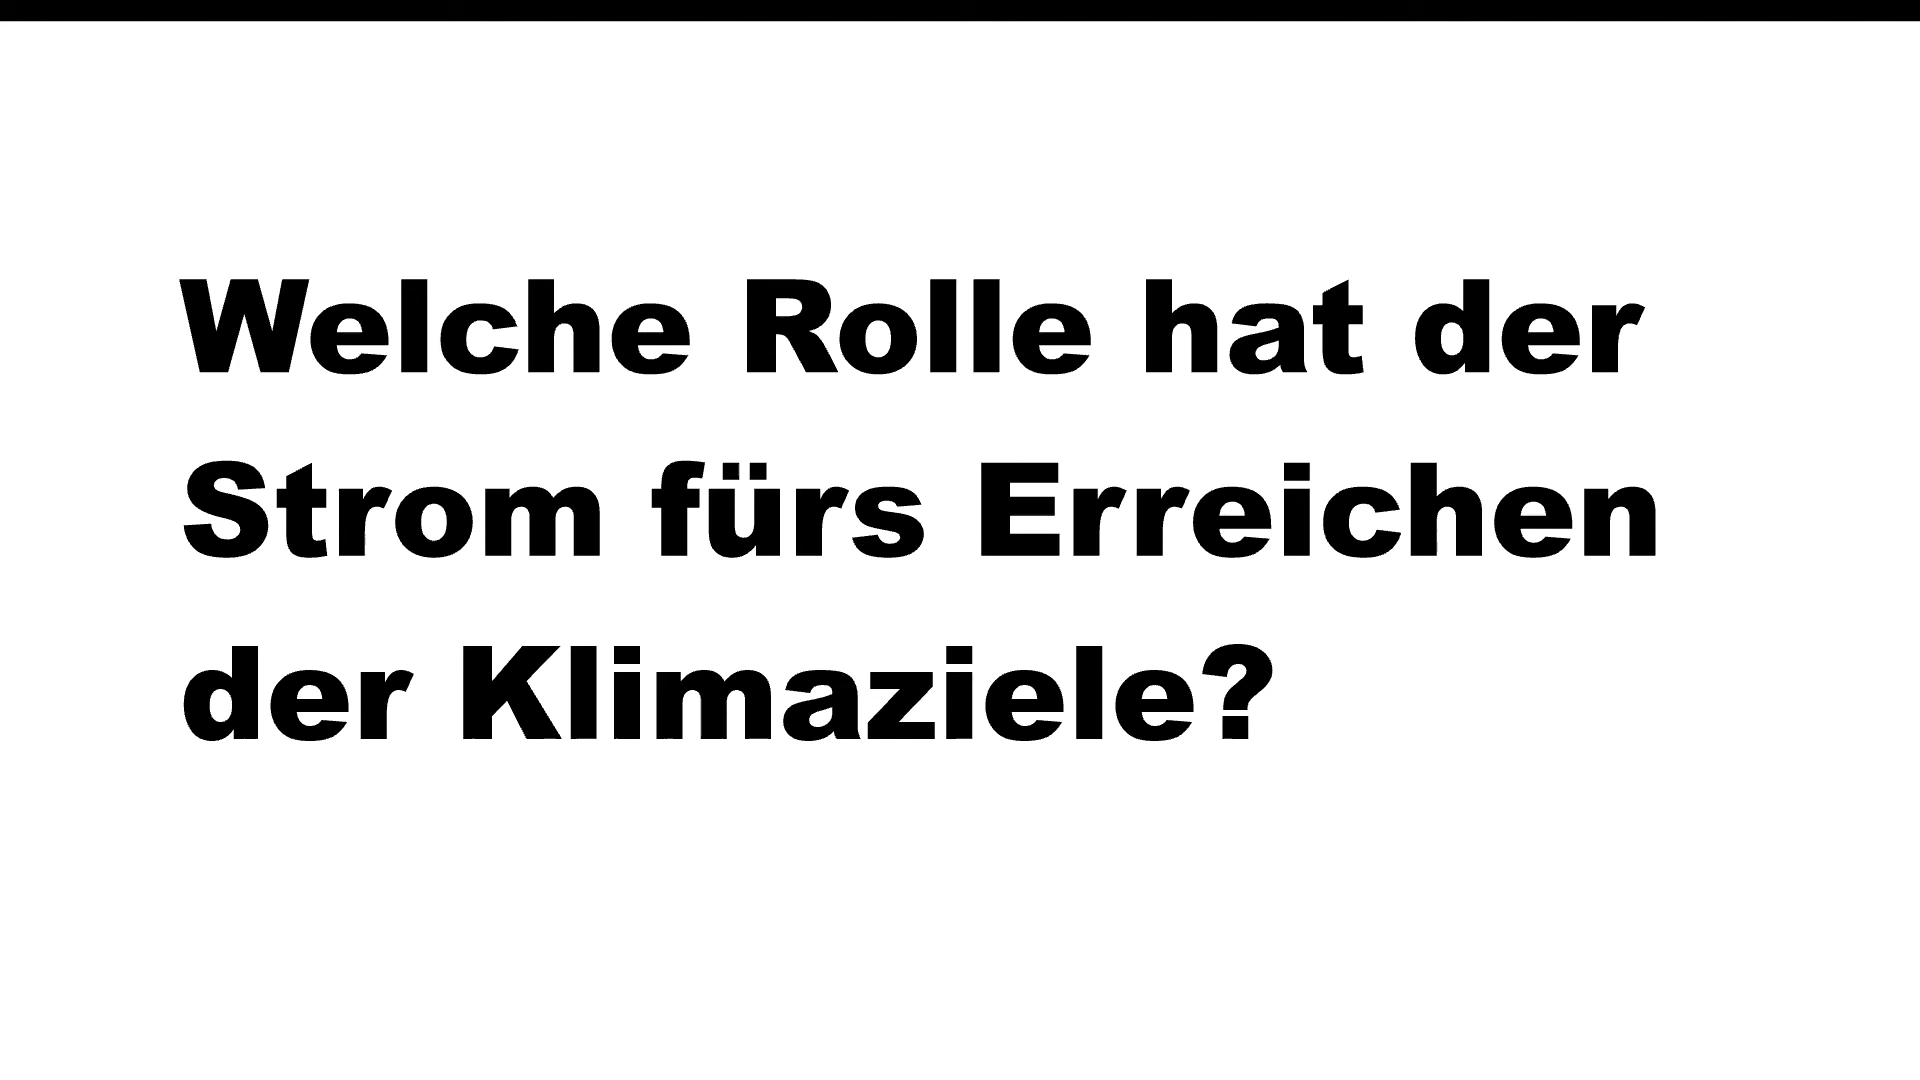 Welche Rolle hat der
Strom fürs Erreichen
der Klimaziele?